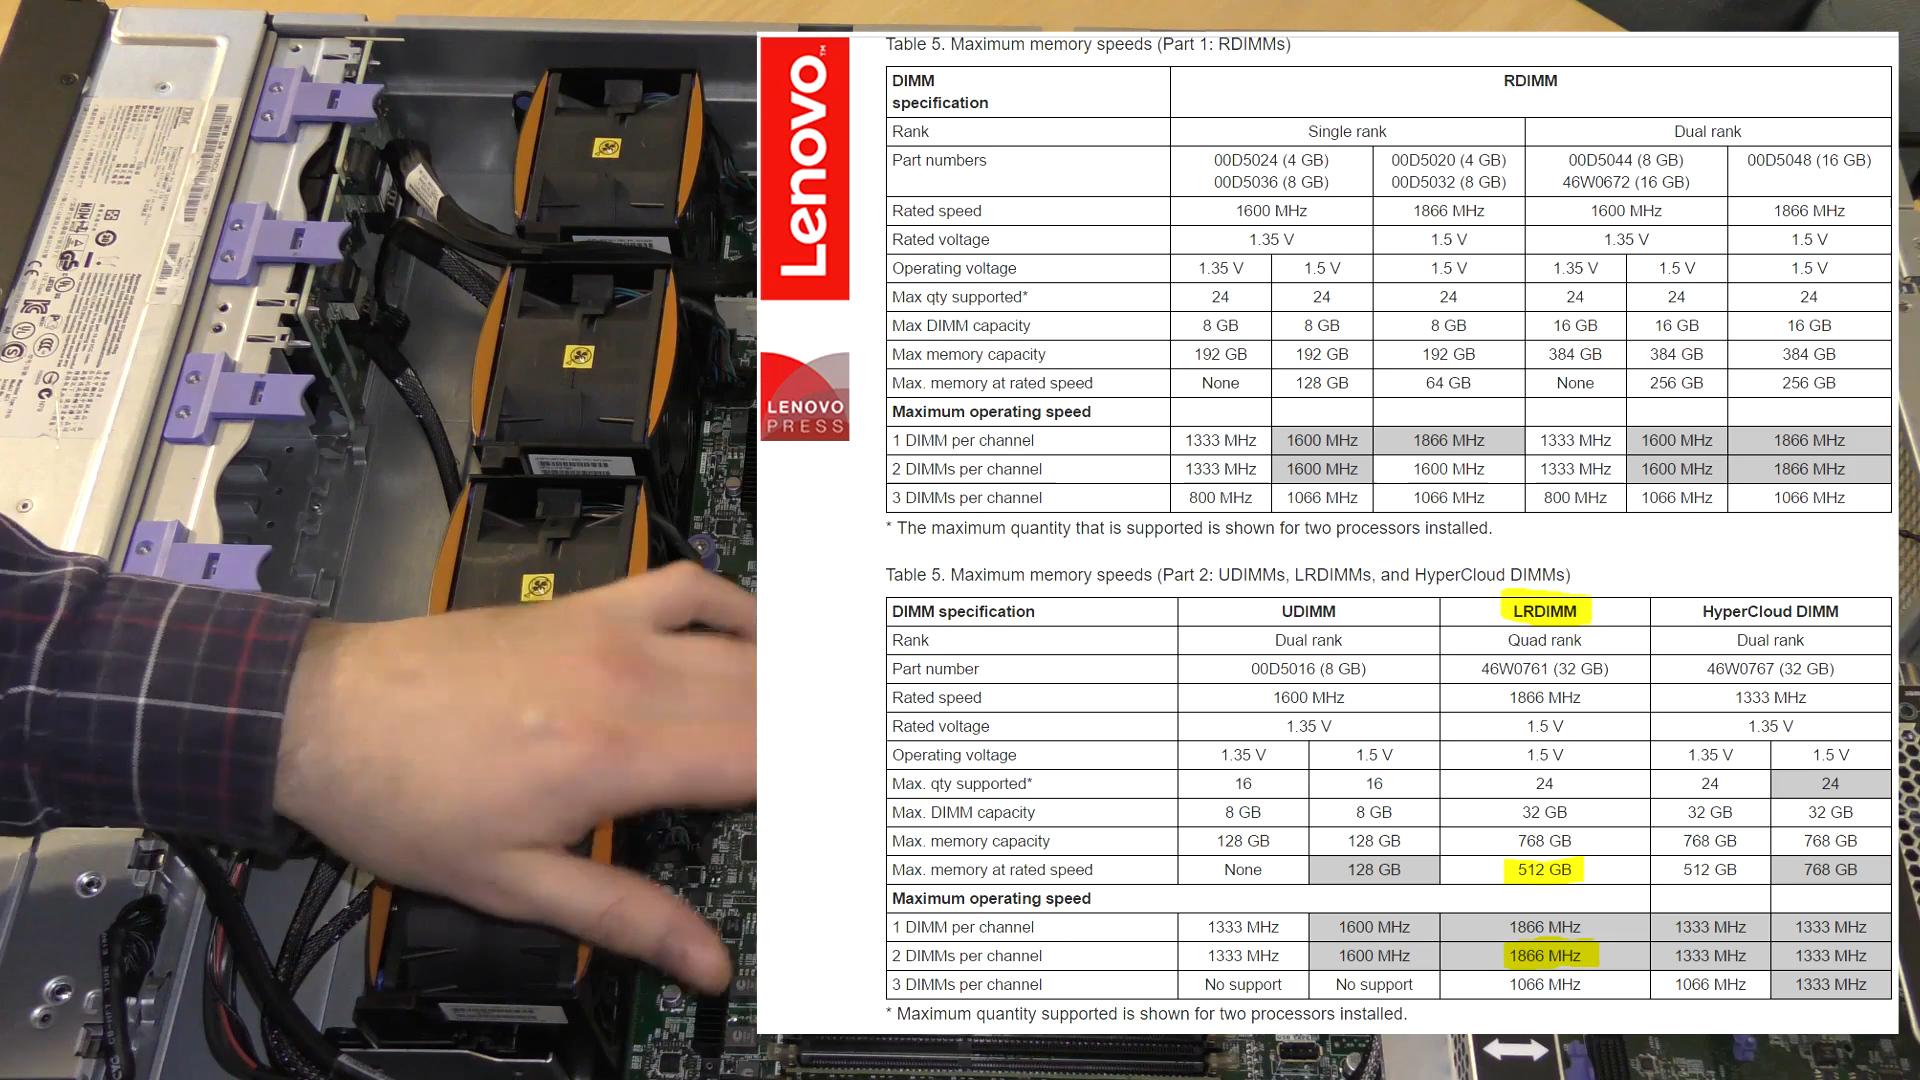 Lenovo™
LENOVO
PRESS
Table 5. Maximum memory speeds (Part 1: RDIMMs)
DIMM specification RDIMM
Rank Single rank Dual rank
Part numbers 00D5024 (4 GB) 00D5020 (4 GB) 00D5044 (8 GB) 00D5048 (16 GB)
00D5036 (8 GB) 00D5032 (8 GB) 46W0672 (16 GB)
Rated speed 1600 MHz 1866 MHz 1600 MHz 1866 MHz
Rated voltage 1.35 V 1.5 V 1.35 V 1.5 V
Operating voltage 1.35 V 1.5 V 1.5 V 1.35 V 1.5 V 1.5 V
Max qty supported* 24 24 24 24 24 24
Max DIMM capacity 8 GB 8 GB 8 GB 16 GB 16 GB 16 GB
Max memory capacity 192 GB 192 GB 192 GB 384 GB 384 GB 384 GB
Max. memory at rated speed None 128 GB 64 GB None 256 GB 256 GB
Maximum operating speed
1 DIMM per channel 1333 MHz 1600 MHz 1866 MHz 1333 MHz 1600 MHz 1866 MHz
2 DIMMs per channel 1333 MHz 1600 MHz 1600 MHz 1333 MHz 1600 MHz 1866 MHz
3 DIMMs per channel 800 MHz 1066 MHz 1066 MHz 800 MHz 1066 MHz 1066 MHz
* The maximum quantity that is supported is shown for two processors installed.
Table 5. Maximum memory speeds (Part 2: UDIMMs, LRDIMMs, and HyperCloud DIMMs)
DIMM specification UDIMM LRDIMM HyperCloud DIMM
Rank Dual rank Quad rank Dual rank
Part number 00D5016 (8 GB) 46W0761 (32 GB) 46W0767 (32 GB)
Rated speed 1600 MHz 1866 MHz 1333 MHz
Rated voltage 1.35 V 1.5 V 1.35 V
Operating voltage 1.35 V 1.5 V 1.5 V 1.35 V 1.5 V
Max. qty supported* 16 16 24 24 24
Max. DIMM capacity 8 GB 8 GB 32 GB 32 GB 32 GB
Max. memory capacity 128 GB 128 GB 768 GB 768 GB 768 GB
Max. memory at rated speed None 128 GB 512 GB 512 GB 768 GB
Maximum operating speed
1 DIMM per channel 1333 MHz 1600 MHz 1866 MHz 1333 MHz 1333 MHz
2 DIMMs per channel 1333 MHz 1600 MHz 1866 MHz 1333 MHz 1333 MHz
3 DIMMs per channel No support No support 1066 MHz 1066 MHz 1333 MHz
* Maximum quantity supported is shown for two processors installed.